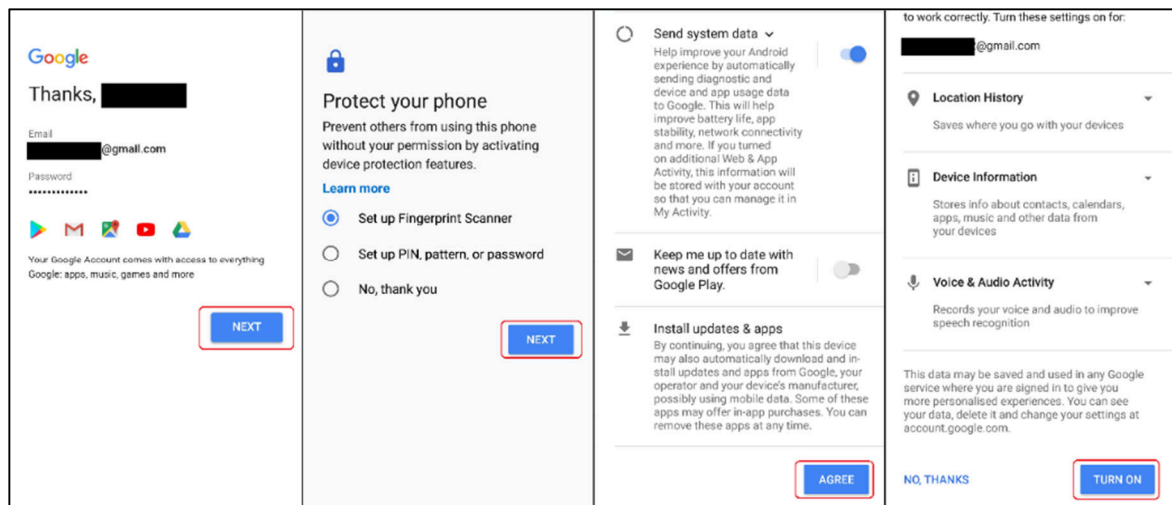 Google
Thanks,
Email
@gmail.com
Password
Your Google Account comes with access to everything
Google: apps, music, games and more
NEXT
Protect your phone
Prevent others from using this phone
without your permission by activating
device protection features.
Learn more
Set up Fingerprint Scanner
Set up PIN, pattern, or password
No, thank you
NEXT
Send system data
Help improve your Android
experience by automatically
sending diagnostic and
device and app usage data
to Google. This will help
improve battery life, app
stability, network connectivity
and more. If you turned
on additional Web & App
Activity, this information will
be stored with your account
so that you can manage it in
My Activity.
Keep me up to date with
news and offers from
Google Play.
Install updates & apps
By continuing, you agree that this device
may also automatically download and in-
stall updates and apps from Google, your
operator and your device's manufacturer,
possibly using mobile data. Some of these
apps may offer in-app purchases. You can
remove these apps at any time.
AGREE
to work correctly. Turn these settings on for:
@gmail.com
Location History
Saves where you go with your devices
Device Information
Stores info about contacts, calendars,
apps, music and other data from
your devices
Voice & Audio Activity
Records your voice and audio to improve
speech recognition
This data may be saved and used in any Google
service where you are signed in to give you
more personalised experiences. You can see
your data, delete it and change your settings at
account.google.com.
NO, THANKS
TURN ON